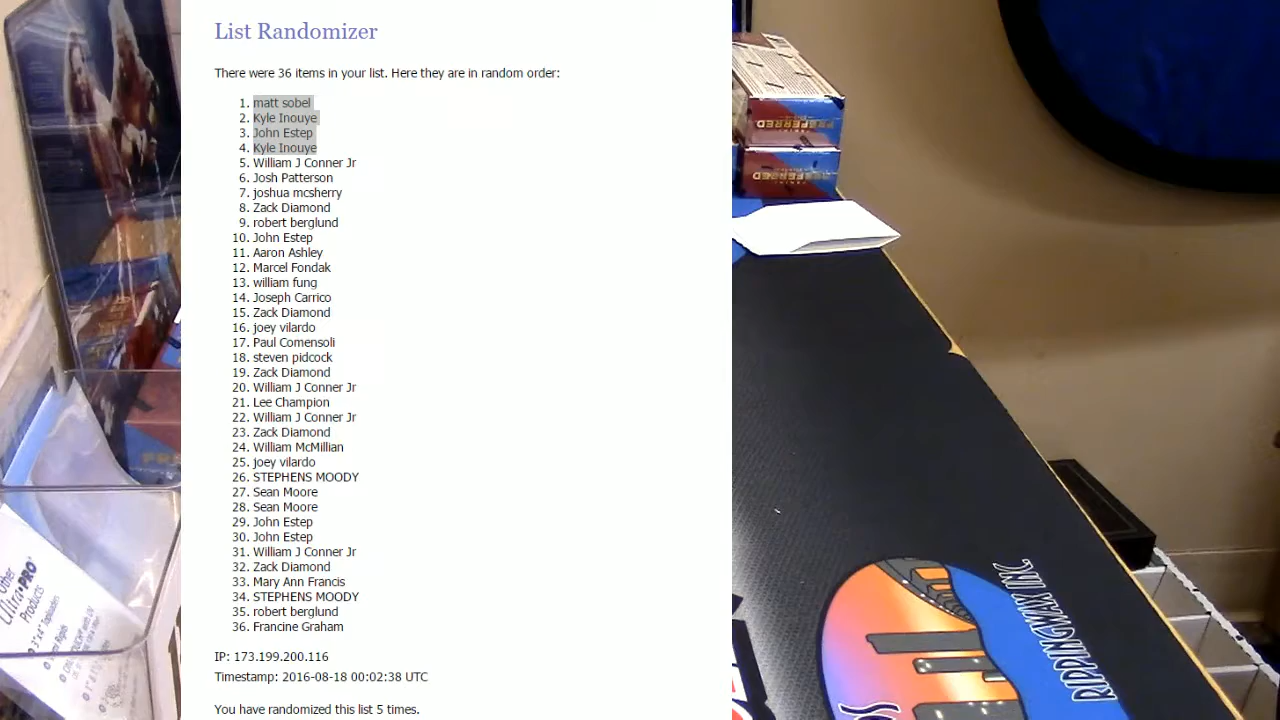 List Randomizer
There were 36 items in your list. Here they are in random order:
1. matt sobel
2. Kyle Inouye
3. John Estep
4. Kyle Inouye
5. William J Conner Jr
6. Josh Patterson
7. joshua mcsherry
8. Zack Diamond
9. robert berglund
10. John Estep
11. Aaron Ashley
12. Marcel Fondak
13. william fung
14. Joseph Carrico
15. Zack Diamond
16. joey vilardo
17. Paul Comensoli
18. steven pidcock
19. Zack Diamond
20. William J Conner Jr
21. Lee Champion
22. William J Conner Jr
23. Zack Diamond
24. William McMillian
25. joey vilardo
26. STEPHENS MOODY
27. Sean Moore
28. Sean Moore
29. John Estep
30. John Estep
31. William J Conner Jr
32. Zack Diamond
33. Mary Ann Francis
34. STEPHENS MOODY
35. robert berglund
36. Francine Graham
IP: 173.199.200.116
Timestamp: 2016-08-18 00:02:38 UTC
You have randomized this list 5 times.
PREFERRED
PREFERRED
RIPPINGWAX INC.
Other
Ultra PRO
Products